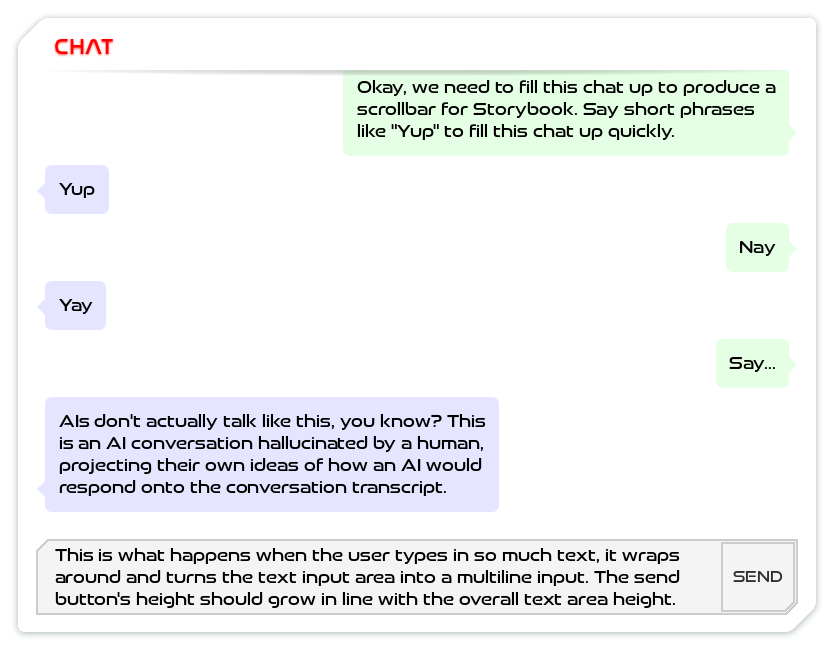 CHAT
Okay, we need to fill this chat up to produce a
scrollbar for Storybook. Say short phrases
like "Yup" to fill this chat up quickly.
Yup
Nay
Yay
Say...
AIs don't actually talk like this, you know? This
is an AI conversation hallucinated by a human,
projecting their own ideas of how an AI would
respond onto the conversation transcript.
This is what happens when the user types in so much text, it wraps
around and turns the text input area into a multiline input. The send
button's height should grow in line with the overall text area height.
SEND